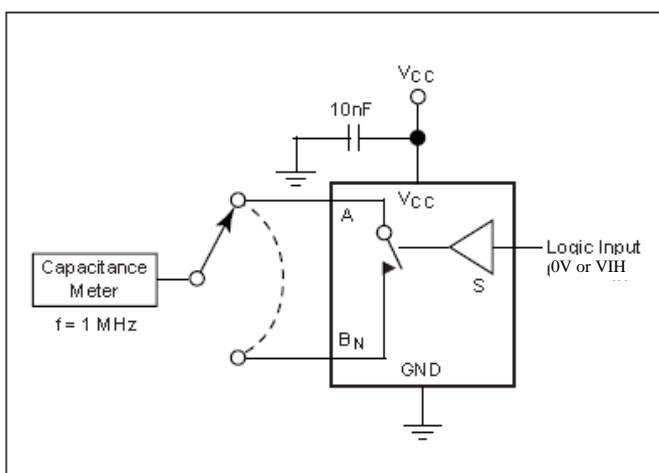 VCC
10nF
VCC
A
Capacitance
Meter
f = 1 MHz
Logic Input
(0V or VIH
S
BN
GND